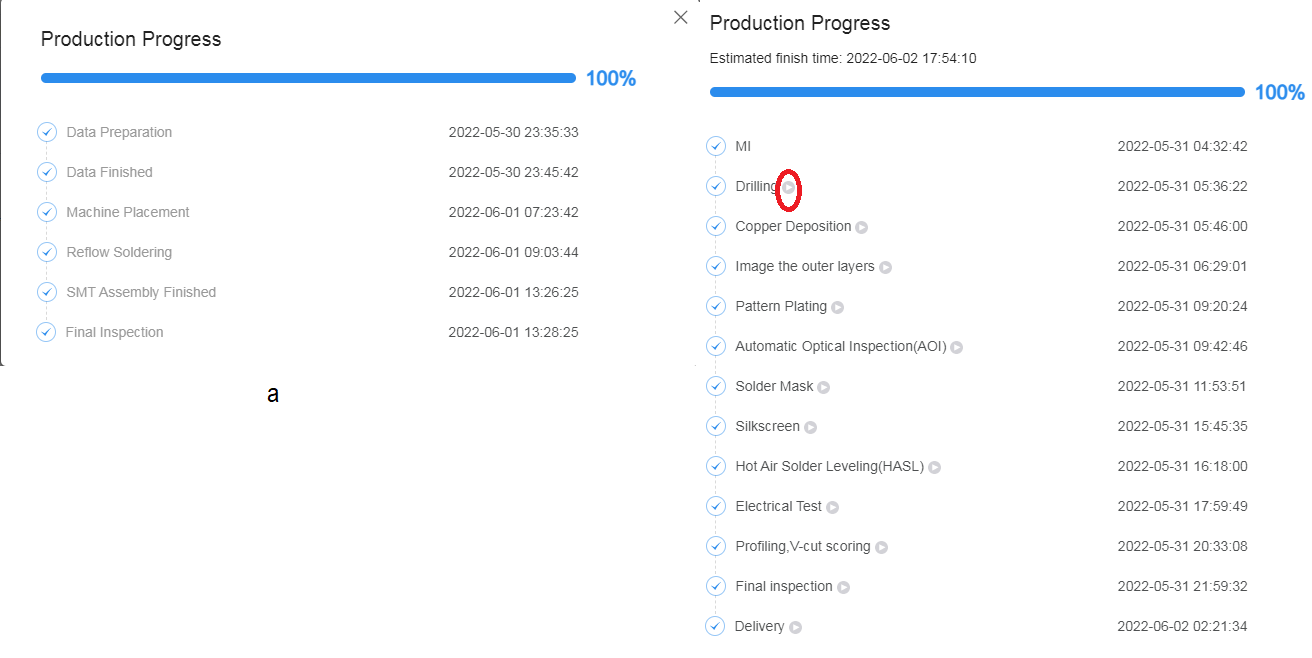 Production Progress
100%
Data Preparation 2022-05-30 23:35:33
Data Finished 2022-05-30 23:45:42
Machine Placement 2022-06-01 07:23:42
Reflow Soldering 2022-06-01 09:03:44
SMT Assembly Finished 2022-06-01 13:26:25
Final Inspection 2022-06-01 13:28:25
a
Production Progress
Estimated finish time: 2022-06-02 17:54:10
100%
MI 2022-05-31 04:32:42
Drilling 2022-05-31 05:36:22
Copper Deposition 2022-05-31 05:46:00
Image the outer layers 2022-05-31 06:29:01
Pattern Plating 2022-05-31 09:20:24
Automatic Optical Inspection(AOI) 2022-05-31 09:42:46
Solder Mask 2022-05-31 11:53:51
Silkscreen 2022-05-31 15:45:35
Hot Air Solder Leveling(HASL) 2022-05-31 16:18:00
Electrical Test 2022-05-31 17:59:49
Profiling,V-cut scoring 2022-05-31 20:33:08
Final inspection 2022-05-31 21:59:32
Delivery 2022-06-02 02:21:34